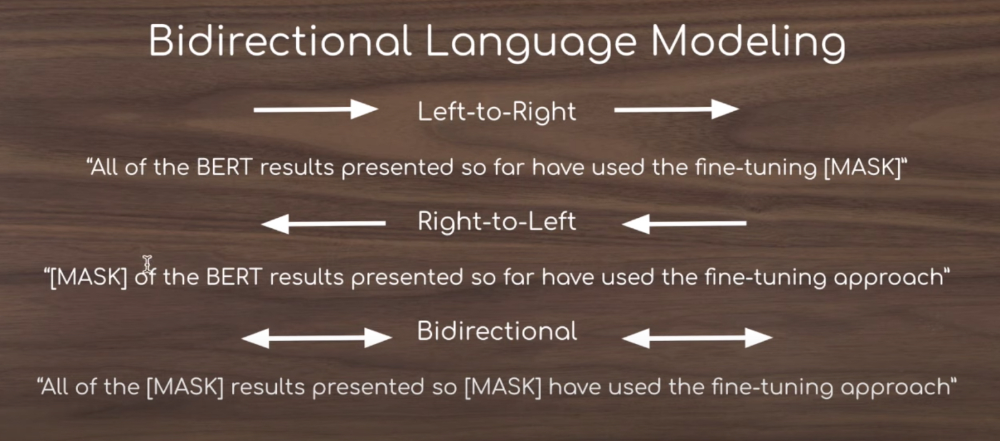 Bidirectional Language Modeling
Left-to-Right
“All of the BERT results presented so far have used the fine-tuning [MASK]”
Right-to-Left
“[MASK] of the BERT results presented so far have used the fine-tuning approach”
Bidirectional
“All of the [MASK] results presented so [MASK] have used the fine-tuning approach”